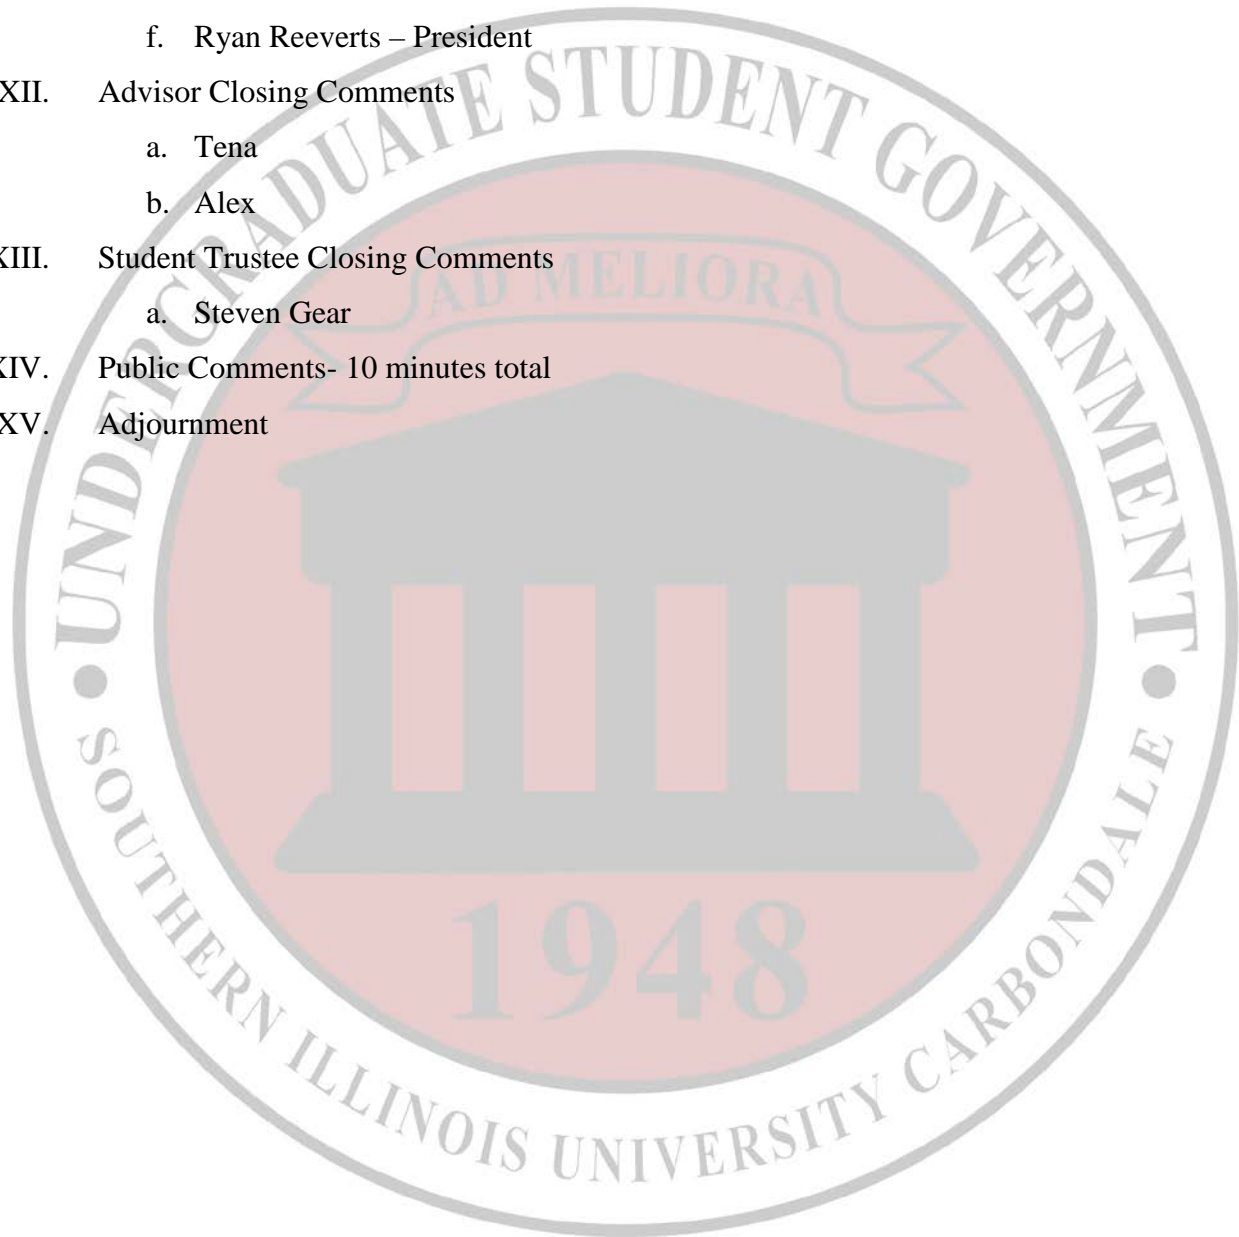 f. Ryan Reeverts – President
XII. Advisor Closing Comments
a. Tena
b. Alex
XIII. Student Trustee Closing Comments
a. Steven Gear
XIV. Public Comments- 10 minutes total
XV. Adjournment
• UNDERGRADUATE STUDENT GOVERNMENT •
AD MELIORA
1948
SOUTHERN ILLINOIS UNIVERSITY CARBONDALE